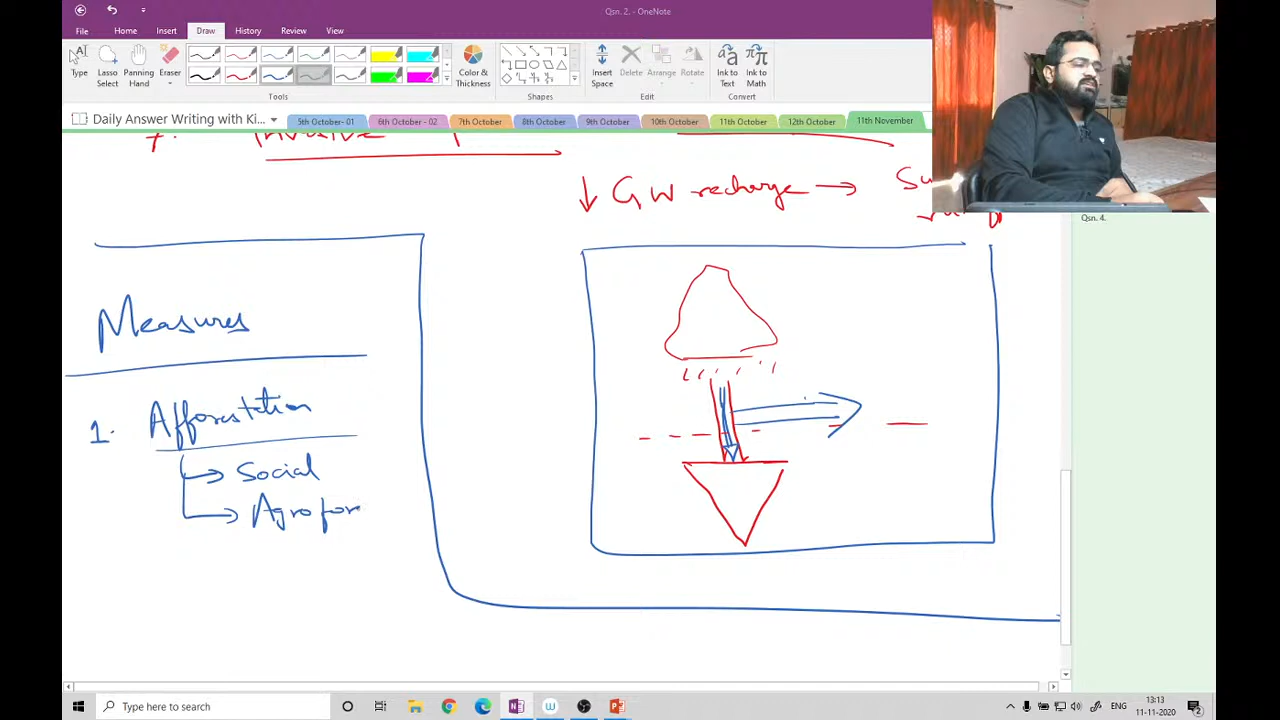 Qsn. 2. - OneNote
File Home Insert Draw History Review View
Type
Lasso Select
Panning Hand
Eraser
Color & Thickness
Insert Space
Delete
Arrange
Rotate
Ink to Text
Ink to Math
Tools
Shapes
Edit
Convert
Daily Answer Writing with Ki...
5th October- 01
6th October - 02
7th October
8th October
9th October
10th October
11th October
12th October
11th November
7. Invasive
↓ GW recharge →
Qsn. 4.
Measures
1. Afforestation
→ Social
→ Agrofor
Type here to search
ENG
13:13
11-11-2020
2